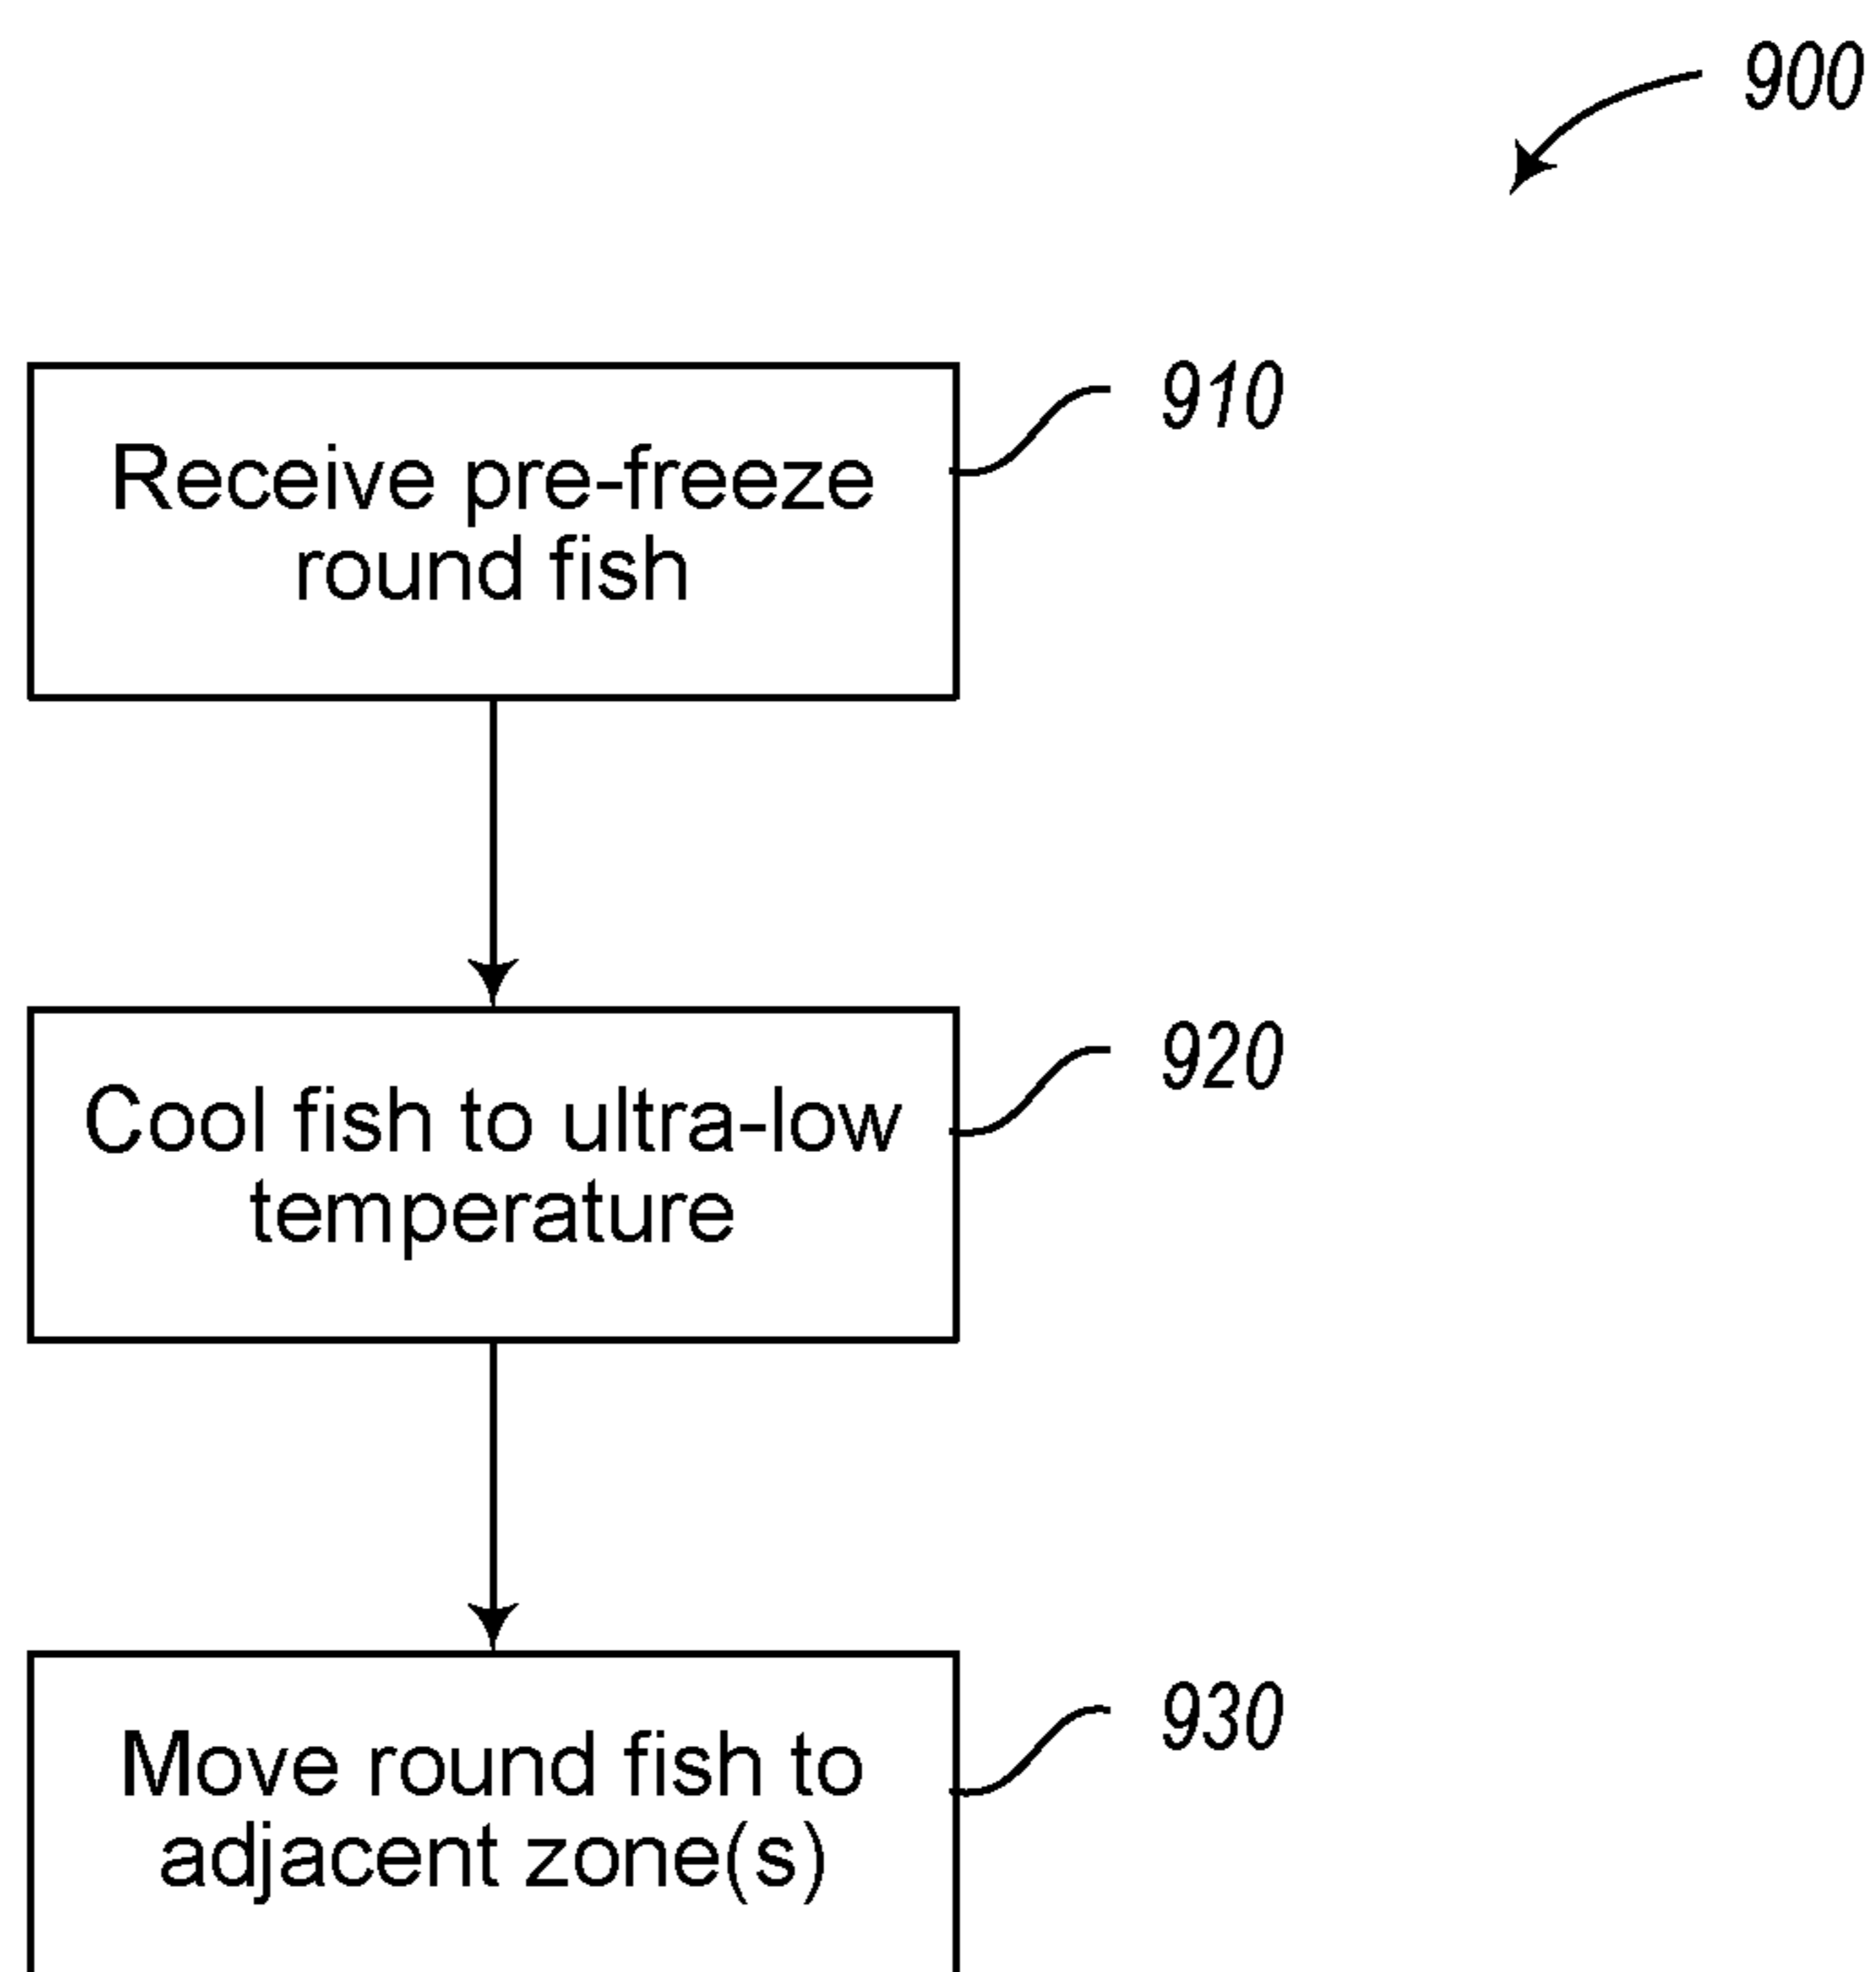 900
Receive pre-freeze
round fish
910
Cool fish to ultra-low
temperature
920
Move round fish to
adjacent zone(s)
930